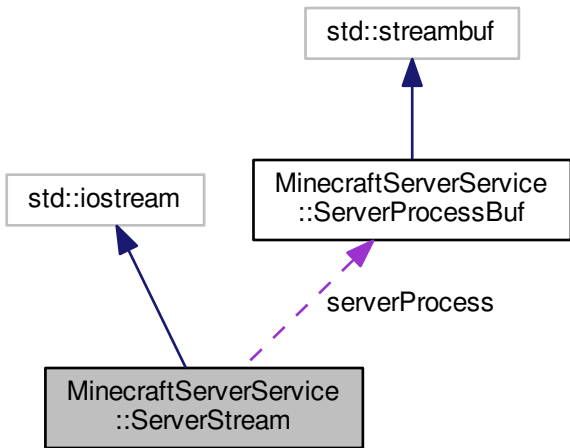 std::streambuf
MinecraftServerService
::ServerProcessBuf
std::iostream
serverProcess
MinecraftServerService
::ServerStream